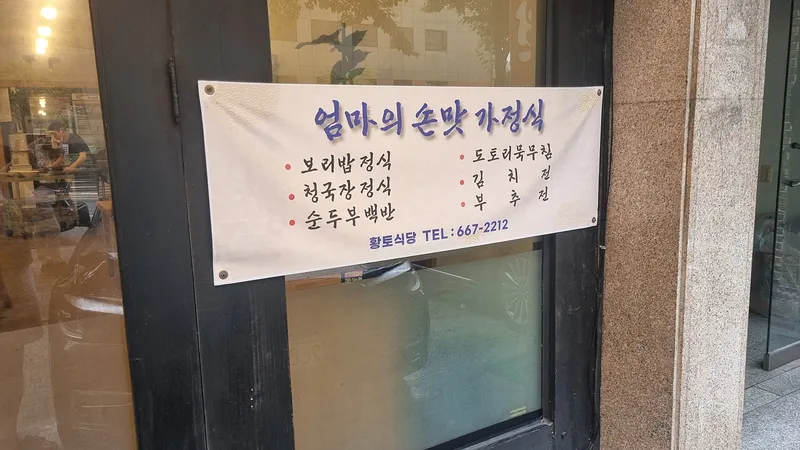 엄마의 손맛 가정식
• 보리밥정식
• 청국장정식
• 순두부백반
• 도토리묵무침
• 김치전
• 부추전
황토식당 TEL : 667-2212